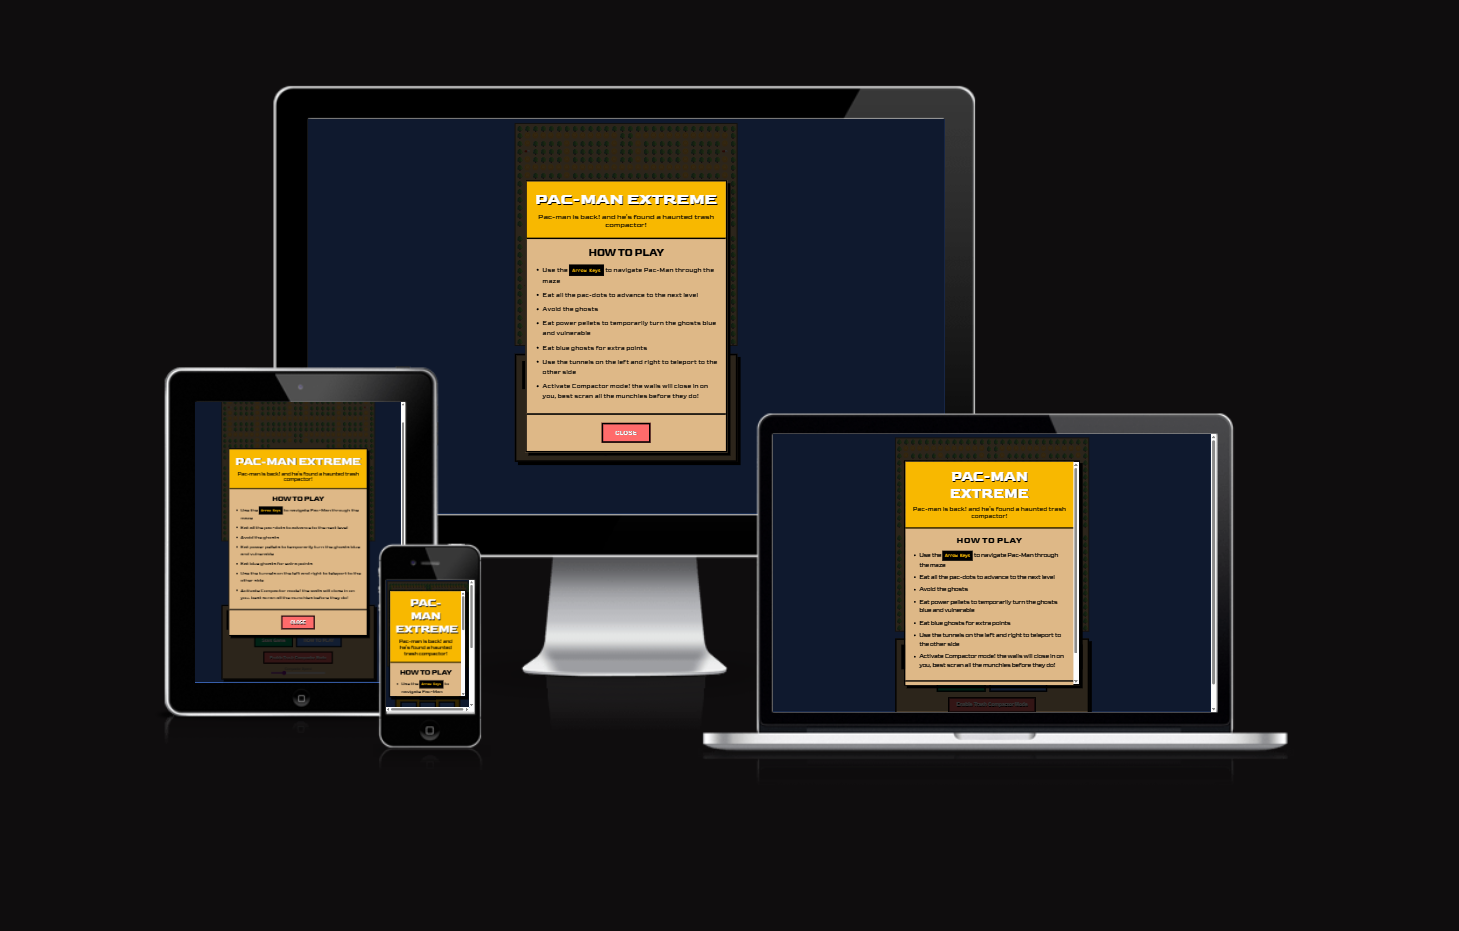 PAC-MAN EXTREME
Pac-man is back! and he's found a haunted trash
compactor!
HOW TO PLAY
Use the Arrow Keys to navigate Pac-Man through the
maze
Eat all the pac-dots to advance to the next level
Avoid the ghosts
Eat power pellets to temporarily turn the ghosts blue
and vulnerable
Eat blue ghosts for extra points
Use the tunnels on the left and right to teleport to the
other side
Activate Compactor mode! the walls will close in on
you, best scran all the munchies before they do!
CLOSE
PAC-MAN EXTREME
Pac-man is back! and he's found a haunted trash
compactor!
HOW TO PLAY
Use the Arrow Keys to navigate Pac-Man through the
maze
Eat all the pac-dots to advance to the next level
Avoid the ghosts
Eat power pellets to temporarily turn the ghosts blue
and vulnerable
Eat blue ghosts for extra points
Use the tunnels on the left and right to teleport to the
other side
Activate Compactor mode! the walls will close in on
you, best scran all the munchies before they do!
CLOSE
PAC-
MAN
EXTREME
Pac-man is back! and
he's found a haunted
trash compactor!
HOW TO PLAY
Use the Arrow Keys to
navigate Pac-Man
PAC-MAN
EXTREME
Pac-man is back! and he's found a haunted trash
compactor!
HOW TO PLAY
Use the Arrow Keys to navigate Pac-Man through
the maze
Eat all the pac-dots to advance to the next level
Avoid the ghosts
Eat power pellets to temporarily turn the ghosts
blue and vulnerable
Eat blue ghosts for extra points
Use the tunnels on the left and right to teleport to
the other side
Activate Compactor mode! the walls will close in on
you, best scran all the munchies before they do!